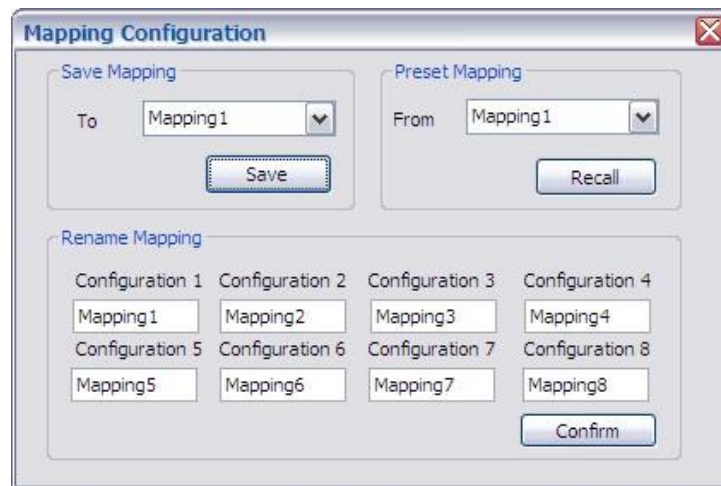 Mapping Configuration
Save Mapping
To
Mapping1
Save
Preset Mapping
From
Mapping1
Recall
Rename Mapping
Configuration 1 Configuration 2 Configuration 3 Configuration 4
Mapping1 Mapping2 Mapping3 Mapping4
Configuration 5 Configuration 6 Configuration 7 Configuration 8
Mapping5 Mapping6 Mapping7 Mapping8
Confirm